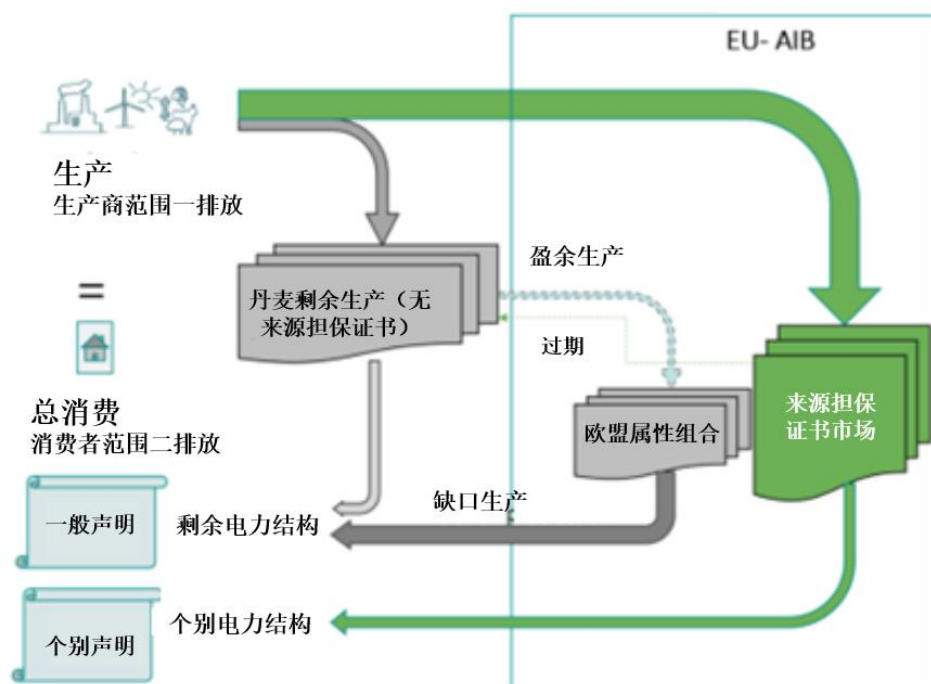 EU- AIB
生产
生产商范围一排放
盈余生产
丹麦剩余生产（无
来源担保证书）
过期
=
总消费
消费者范围二排放
欧盟属性组合
来源担保
证书市场
缺口生产
一般声明
剩余电力结构
个别声明
个别电力结构